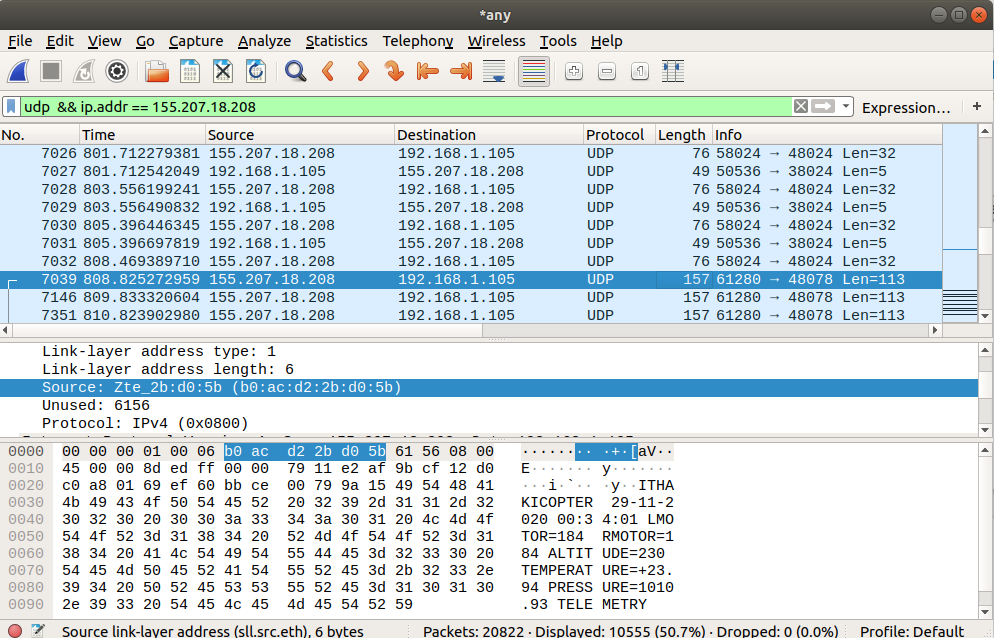 *any
File Edit View Go Capture Analyze Statistics Telephony Wireless Tools Help
udp && ip.addr == 155.207.18.208 Expression… +
No. Time Source Destination Protocol Length Info
7026 801.712279381 155.207.18.208 192.168.1.105 UDP 76 58024 → 48024 Len=32
7027 801.712542049 192.168.1.105 155.207.18.208 UDP 49 50536 → 38024 Len=5
7028 803.556199241 155.207.18.208 192.168.1.105 UDP 76 58024 → 48024 Len=32
7029 803.556490832 192.168.1.105 155.207.18.208 UDP 49 50536 → 38024 Len=5
7030 805.396446345 155.207.18.208 192.168.1.105 UDP 76 58024 → 48024 Len=32
7031 805.396697819 192.168.1.105 155.207.18.208 UDP 49 50536 → 38024 Len=5
7032 808.469389710 155.207.18.208 192.168.1.105 UDP 76 58024 → 48024 Len=32
7039 808.825272959 155.207.18.208 192.168.1.105 UDP 157 61280 → 48078 Len=113
7146 809.833320604 155.207.18.208 192.168.1.105 UDP 157 61280 → 48078 Len=113
7351 810.823902980 155.207.18.208 192.168.1.105 UDP 157 61280 → 48078 Len=113
Link-layer address type: 1
Link-layer address length: 6
Source: Zte_2b:d0:5b (b0:ac:d2:2b:d0:5b)
Unused: 6156
Protocol: IPv4 (0x0800)
0000 00 00 00 01 00 06 b0 ac d2 2b d0 5b 61 56 08 00 ········ ·+·[aV··
0010 45 00 00 8d ed ff 00 00 79 11 e2 af 9b cf 12 d0 E······· y·······
0020 c0 a8 01 69 ef 60 bb ce 00 79 9a 15 49 54 48 41 ···i·`·· ·y··ITHA
0030 4b 49 43 4f 50 54 45 52 20 32 39 2d 31 31 2d 32 KICOPTER 29-11-2
0040 30 32 30 20 30 30 3a 33 34 3a 30 31 20 4c 4d 4f 020 00:3 4:01 LMO
0050 54 4f 52 3d 31 38 34 20 52 4d 4f 54 4f 52 3d 31 TOR=184 RMOTOR=1
0060 38 34 20 41 4c 54 49 54 55 44 45 3d 32 33 30 20 84 ALTIT UDE=230
0070 54 45 4d 50 45 52 41 54 55 52 45 3d 2b 32 33 2e TEMPERAT URE=+23.
0080 39 34 20 50 52 45 53 53 55 52 45 3d 31 30 31 30 94 PRESS URE=1010
0090 2e 39 33 20 54 45 4c 45 4d 45 54 52 59 .93 TELE METRY
Source link-layer address (sll.src.eth), 6 bytes Packets: 20822 · Displayed: 10555 (50.7%) · Dropped: 0 (0.0%) Profile: Default